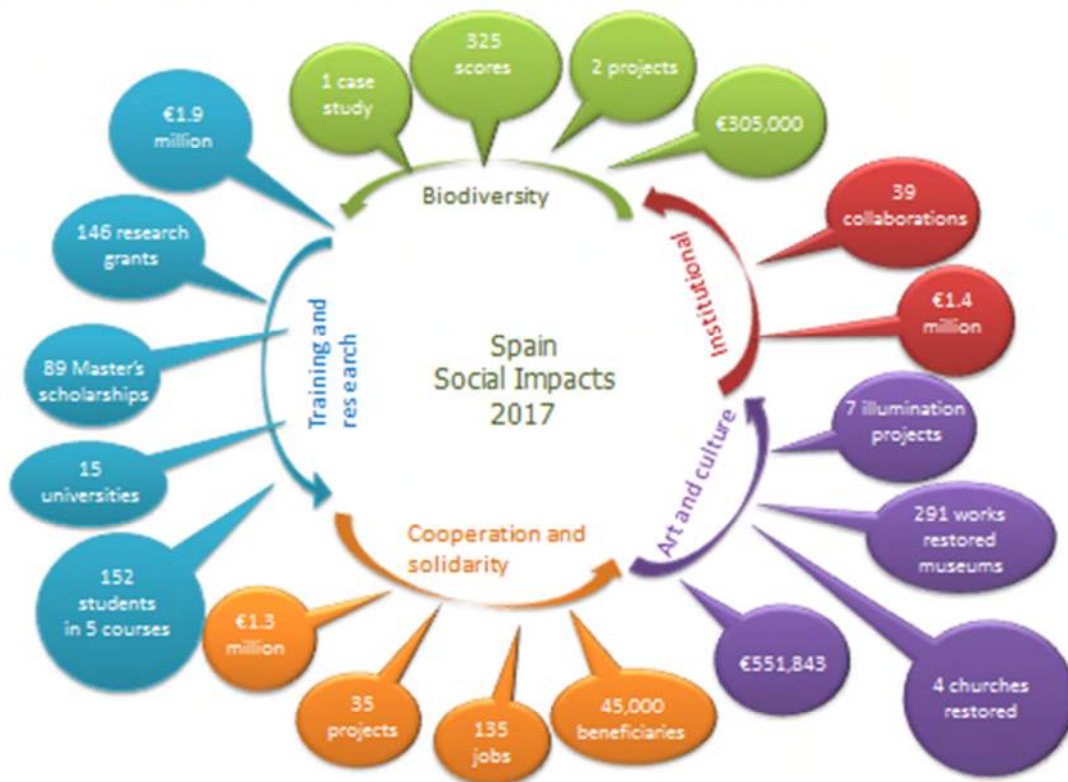 325
scores
2 projects
1 case
study
€305,000
€1.9
million
Biodiversity
39
collaborations
146 research
grants
Institutional
€1.4
million
Spain
Social Impacts
2017
Training and
research
89 Master's
scholarships
7 illumination
projects
Art and culture
15
universities
291 works
restored
museums
Cooperation and
solidarity
152
students
in 5 courses
€1.3
million
€551,843
4 churches
restored
35
projects
135
jobs
45,000
beneficiaries